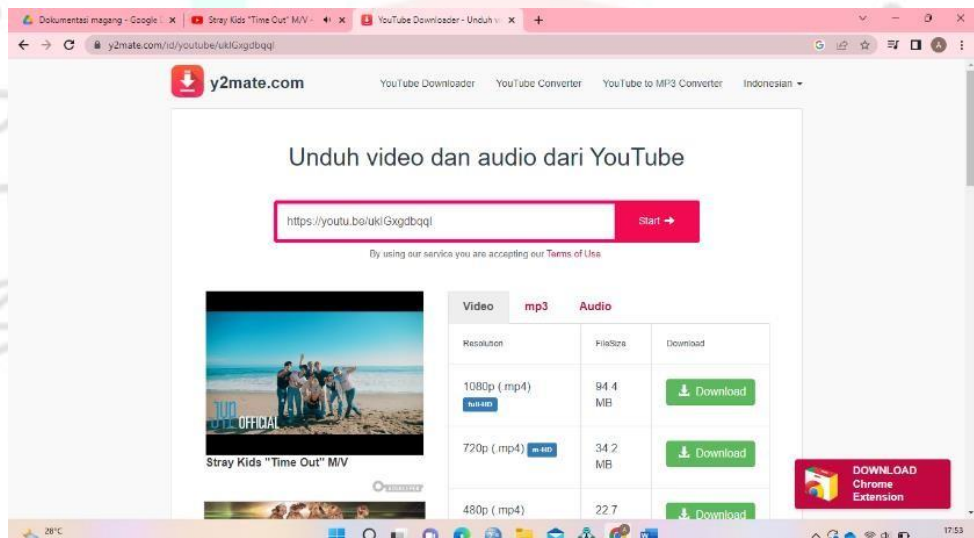 Dokumentasi magang - Google
Stray Kids "Time Out" M/V -
YouTube Downloader - Unduh
y2mate.com/id/youtube/uklGxgdbqqI
y2mate.com
YouTube Downloader
YouTube Converter
YouTube to MP3 Converter
Indonesian
Unduh video dan audio dari YouTube
https://youtu.be/uklGxgdbqqI
Start
By using our service you are accepting our Terms of Use
Video mp3 Audio
Resolution FileSize Download
1080p (.mp4) 94.4
full-HD MB
Download
720p (.mp4) m-HD 34.2
MB
Download
480p (.mp4) 22.7
Download
JYP OFFICIAL
Stray Kids "Time Out" M/V
DOWNLOAD
Chrome
Extension
28°C
17:53